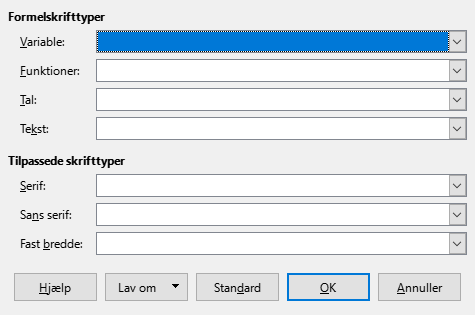 Formelskrifttyper
Variable:
Funktioner:
Tal:
Tekst:
Tilpassede skrifttyper
Serif:
Sans serif:
Fast bredde:
Hjælp Lav om Standard OK Annuller